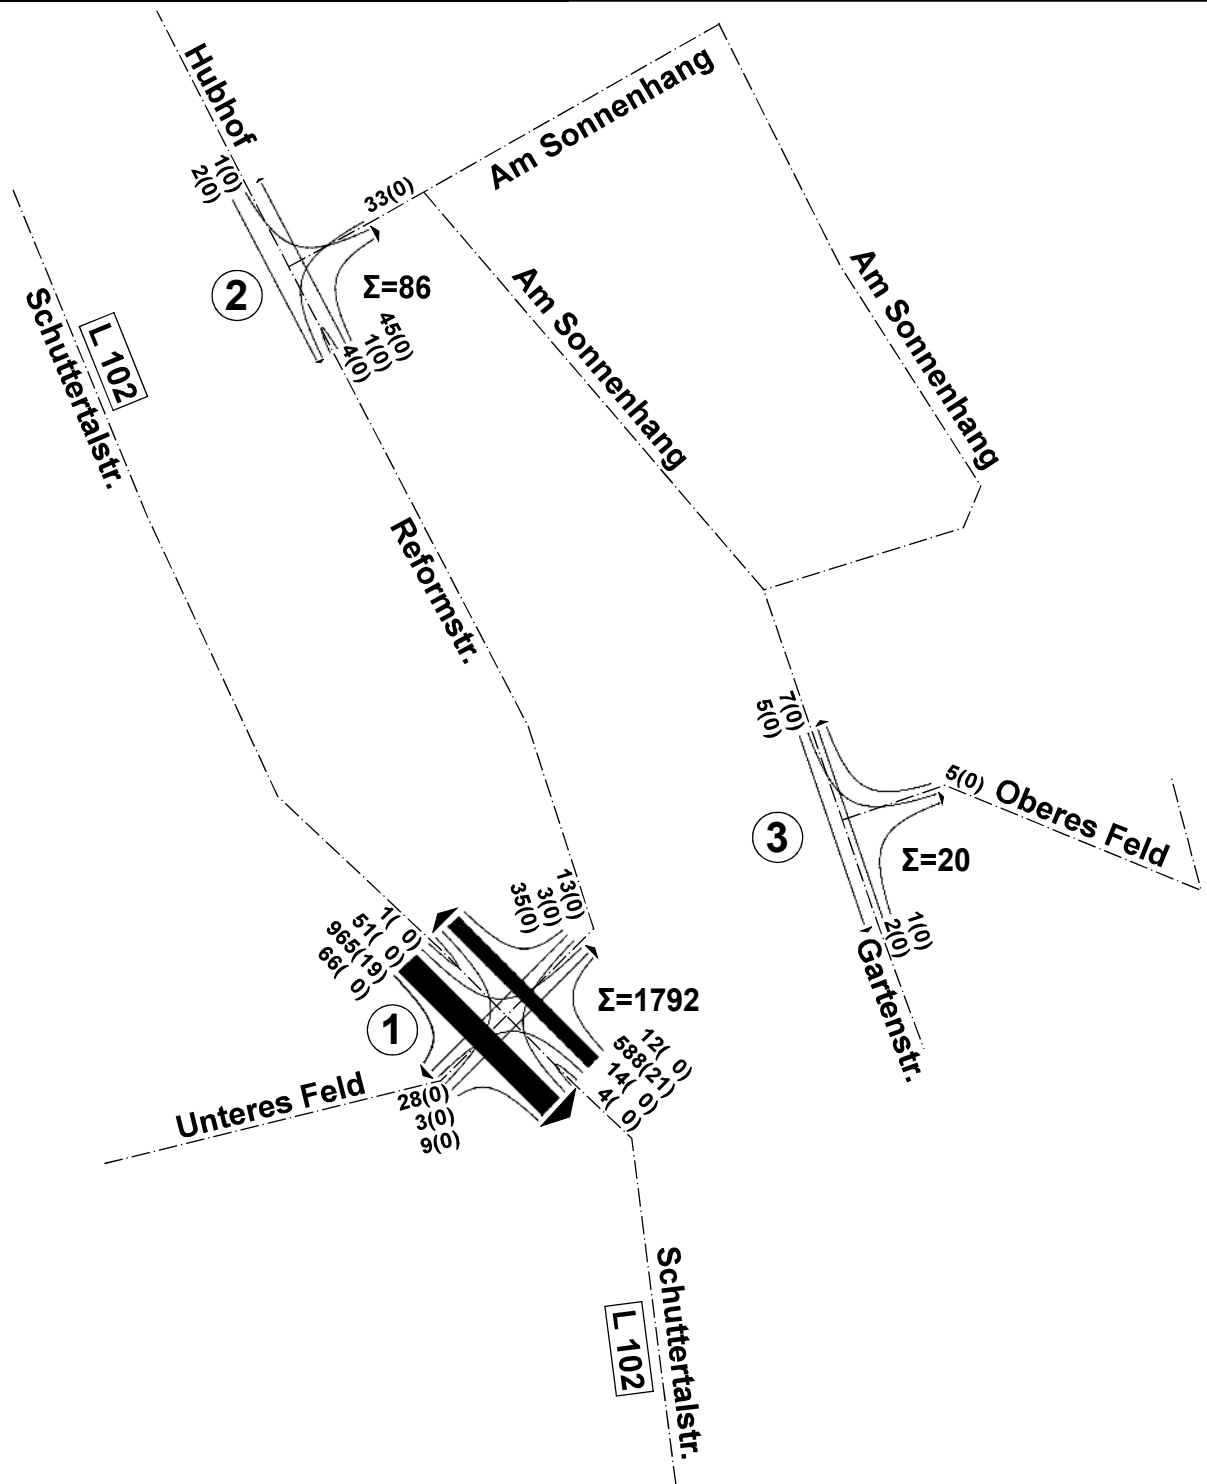 Hubhof
Am Sonnenhang
1(0)
2(0)
33(0)
2
Σ=86
45(0)
1(0)
4(0)
Am Sonnenhang
Am Sonnenhang
L 102
Schuttertalstr.
Reformstr.
7(0)
5(0)
5(0)
Oberes Feld
3
Σ=20
1(0)
2(0)
Gartenstr.
13(0)
3(0)
35(0)
1( 0)
51( 0)
965(19)
66( 0)
1
Σ=1792
12( 0)
588(21)
14( 0)
4( 0)
Unteres Feld
28(0)
3(0)
9(0)
Schuttertalstr.
L 102